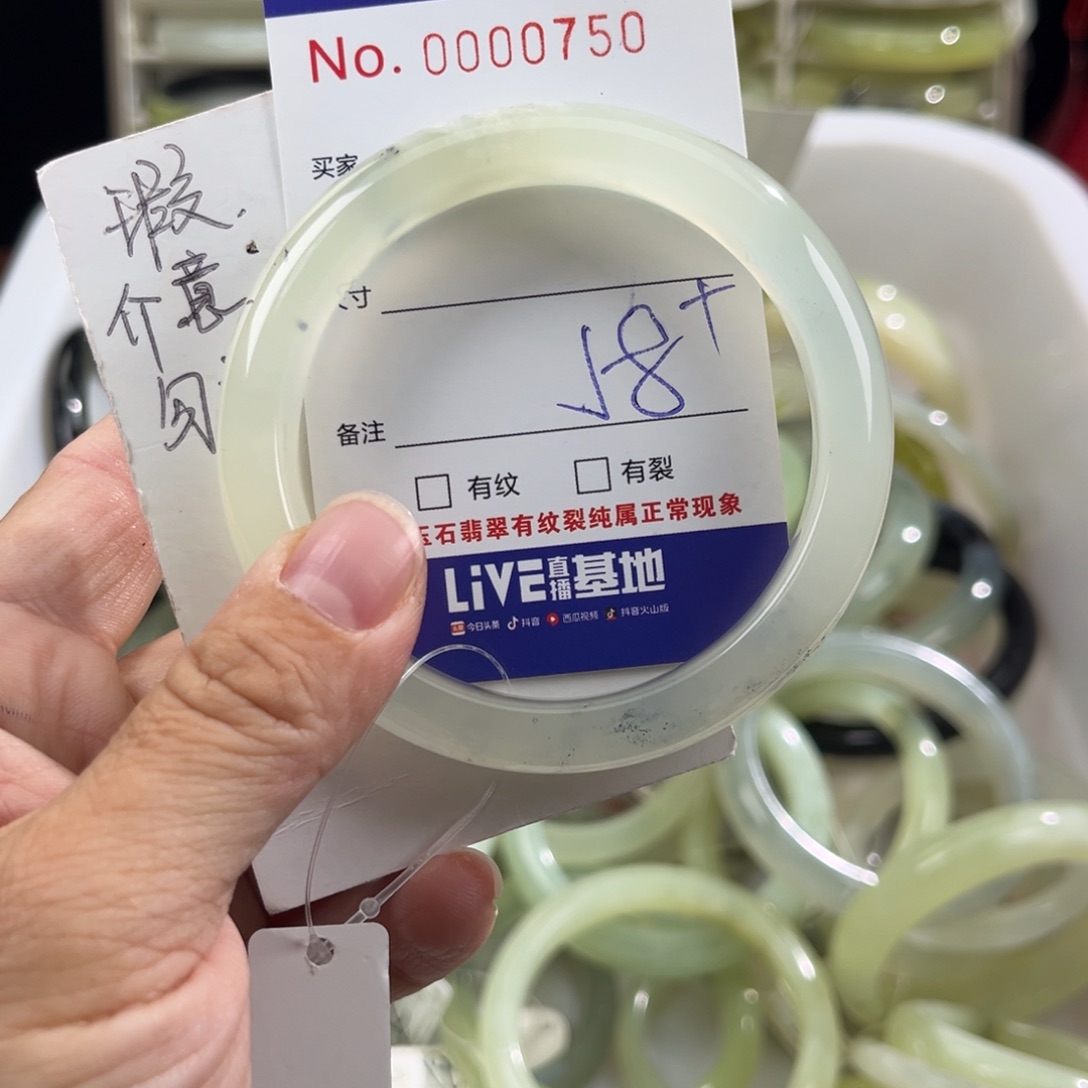 No. 0000750
买家
寸
58+
备注
有纹
有裂
玉石翡翠有纹裂纯属正常现象
LiVE直播基地
今日头条 抖音 西瓜视频 抖音火山版
瑕
介意
勿